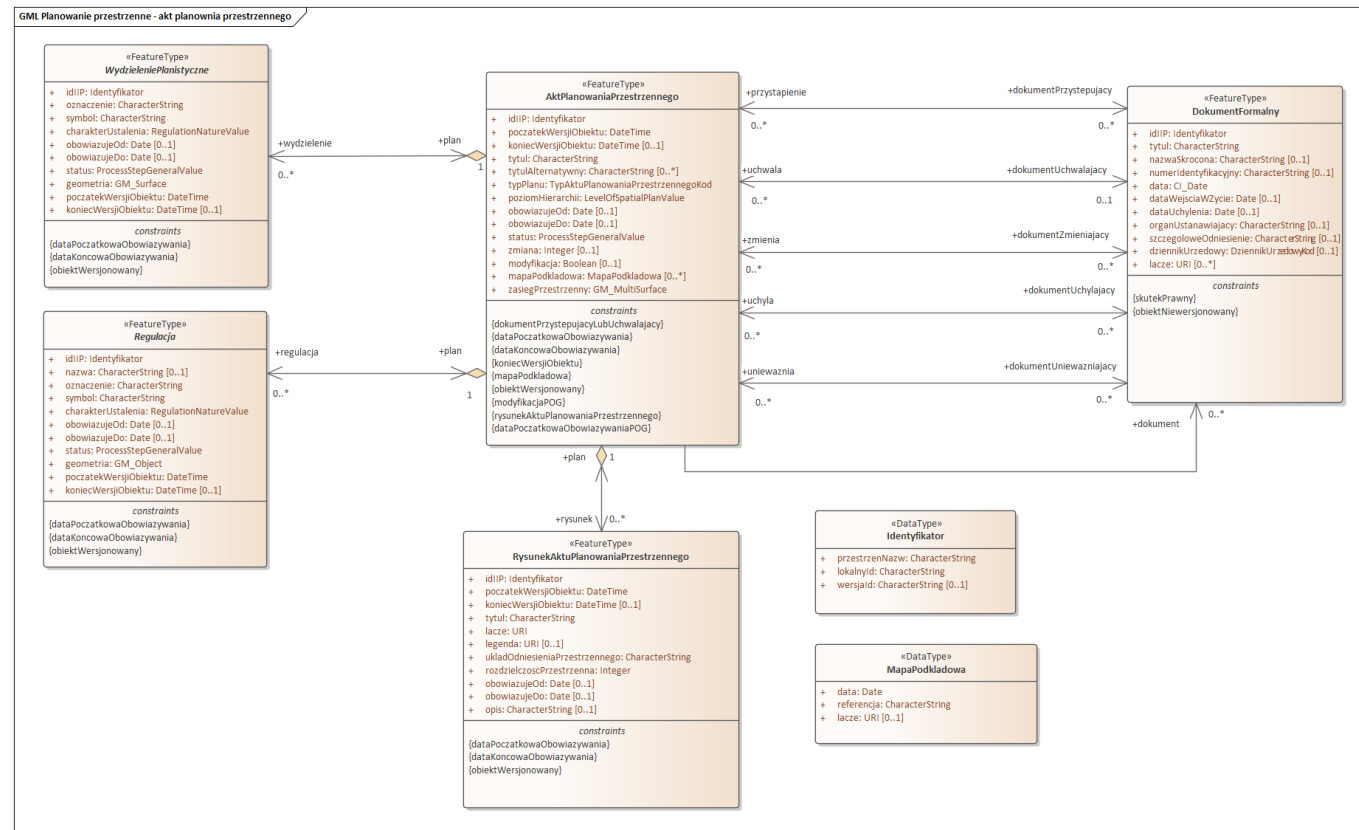 GML Planowanie przestrzenne - akt planownia przestrzennego
«FeatureType»
WydzieleniePlanistyczne
+ idIIP: Identyfikator
+ oznaczenie: CharacterString
+ symbol: CharacterString
+ charakterUstalenia: RegulationNatureValue
+ obowiazujeOd: Date [0..1]
+ obowiazujeDo: Date [0..1]
+ status: ProcessStepGeneralValue
+ geometria: GM_Surface
+ poczatekWersjiObiektu: DateTime
+ koniecWersjiObiektu: DateTime [0..1]
constraints
{dataPoczatkowaObowiazywania}
{dataKoncowaObowiazywania}
{obiektWersjonowany}
+wydzielenie
0..*
+plan
1
«FeatureType»
Regulacja
+ idIIP: Identyfikator
+ nazwa: CharacterString [0..1]
+ oznaczenie: CharacterString
+ symbol: CharacterString
+ charakterUstalenia: RegulationNatureValue
+ obowiazujeOd: Date [0..1]
+ obowiazujeDo: Date [0..1]
+ status: ProcessStepGeneralValue
+ geometria: GM_Object
+ poczatekWersjiObiektu: DateTime
+ koniecWersjiObiektu: DateTime [0..1]
constraints
{dataPoczatkowaObowiazywania}
{dataKoncowaObowiazywania}
{obiektWersjonowany}
+regulacja
0..*
+plan
1
«FeatureType»
AktPlanowaniaPrzestrzennego
+ idIIP: Identyfikator
+ poczatekWersjiObiektu: DateTime
+ koniecWersjiObiektu: DateTime [0..1]
+ tytul: CharacterString
+ tytulAlternatywny: CharacterString [0..*]
+ typPlanu: TypAktuPlanowaniaPrzestrzennegoKod
+ poziomHierarchii: LevelOfSpatialPlanValue
+ obowiazujeOd: Date [0..1]
+ obowiazujeDo: Date [0..1]
+ status: ProcessStepGeneralValue
+ zmiana: Integer [0..1]
+ modyfikacja: Boolean [0..1]
+ mapaPodkladowa: MapaPodkladowa [0..*]
+ zasiegPrzestrzenny: GM_MultiSurface
constraints
{dokumentPrzystepujacyLubUchwalajacy}
{dataPoczatkowaObowiazywania}
{dataKoncowaObowiazywania}
{koniecWersjiObiektu}
{mapaPodkladowa}
{obiektWersjonowany}
{modyfikacjaPOG}
{rysunekAktuPlanowaniaPrzestrzennego}
{dataPoczatkowaObowiazywaniaPOG}
+przystapienie
0..*
+dokumentPrzystepujacy
0..*
+uchwala
0..*
+dokumentUchwalajacy
0..1
+zmienia
0..*
+dokumentZmieniajacy
0..*
+uchyla
0..*
+dokumentUchylajacy
0..*
+uniewaznia
0..*
+dokumentUniewazniajacy
0..*
+dokument
0..*
«FeatureType»
DokumentFormalny
+ idIIP: Identyfikator
+ tytul: CharacterString
+ nazwaSkrocona: CharacterString [0..1]
+ numerIdentyfikacyjny: CharacterString [0..1]
+ data: CI_Date
+ dataWejsciaWZycie: Date [0..1]
+ dataUchylenia: Date [0..1]
+ organUstanawiajacy: CharacterString [0..1]
+ szczegoloweOdniesienie: CharacterString [0..1]
+ dziennikUrzedowy: DziennikUrzedowyKod [0..1]
+ lacze: URI [0..*]
constraints
{skutekPrawny}
{obiektNiewersjonowany}
+plan
1
+rysunek
0..*
«FeatureType»
RysunekAktuPlanowaniaPrzestrzennego
+ idIIP: Identyfikator
+ poczatekWersjiObiektu: DateTime
+ koniecWersjiObiektu: DateTime [0..1]
+ tytul: CharacterString
+ lacze: URI
+ legenda: URI [0..1]
+ ukladOdniesieniaPrzestrzennego: CharacterString
+ rozdzielczoscPrzestrzenna: Integer
+ obowiazujeOd: Date [0..1]
+ obowiazujeDo: Date [0..1]
+ opis: CharacterString [0..1]
constraints
{dataPoczatkowaObowiazywania}
{dataKoncowaObowiazywania}
{obiektWersjonowany}
«DataType»
Identyfikator
+ przestrzenNazw: CharacterString
+ lokalnyId: CharacterString
+ wersjaId: CharacterString [0..1]
«DataType»
MapaPodkladowa
+ data: Date
+ referencja: CharacterString
+ lacze: URI [0..1]